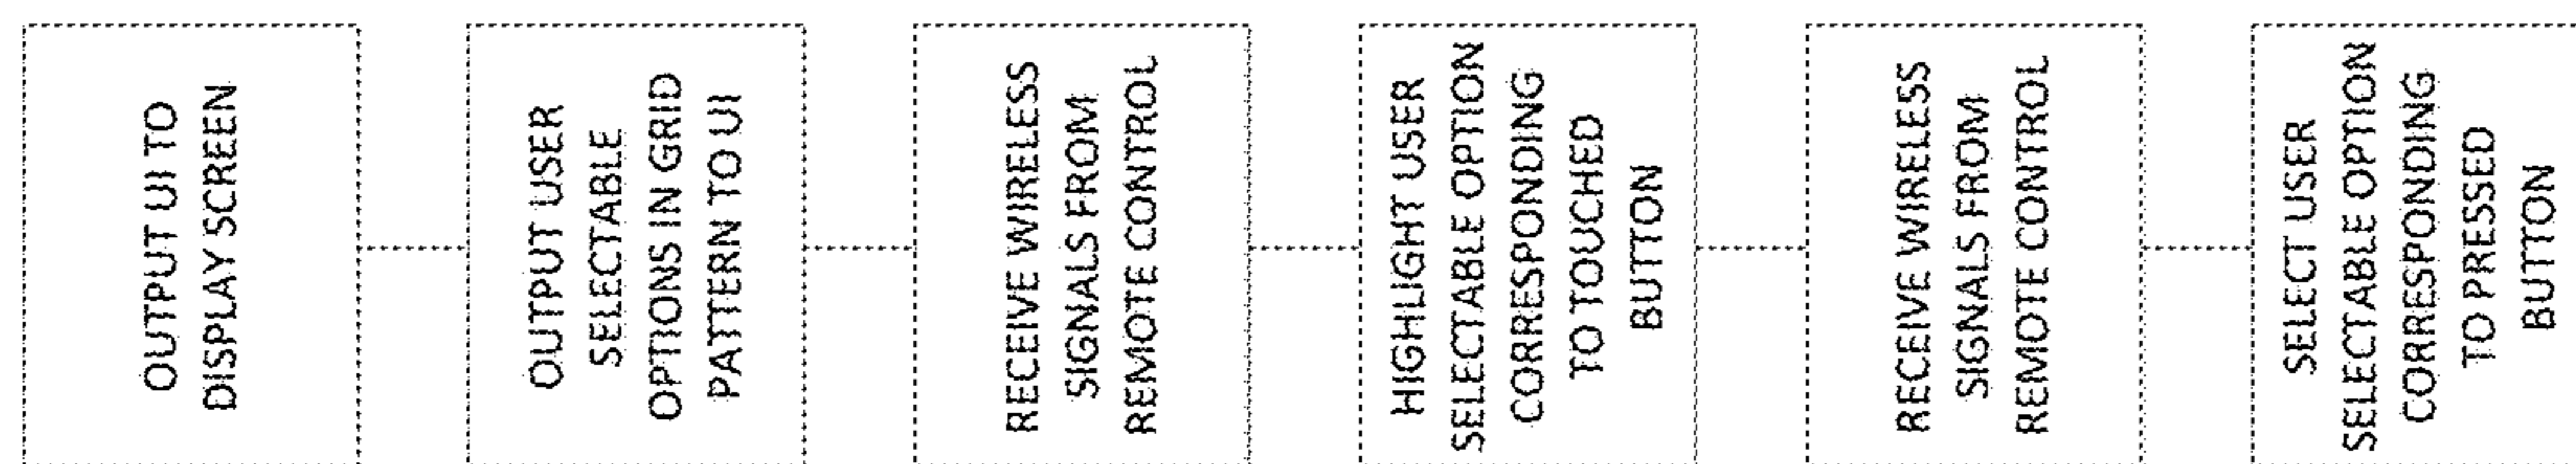 OUTPUT UI TO
DISPLAY SCREEN
OUTPUT USER
SELECTABLE
OPTIONS IN GRID
PATTERN TO UI
RECEIVE WIRELESS
SIGNALS FROM
REMOTE CONTROL
HIGHLIGHT USER
SELECTABLE OPTION
CORRESPONDING
TO TOUCHED
BUTTON
RECEIVE WIRELESS
SIGNALS FROM
REMOTE CONTROL
SELECT USER
SELECTABLE OPTION
CORRESPONDING
TO PRESSED
BUTTON